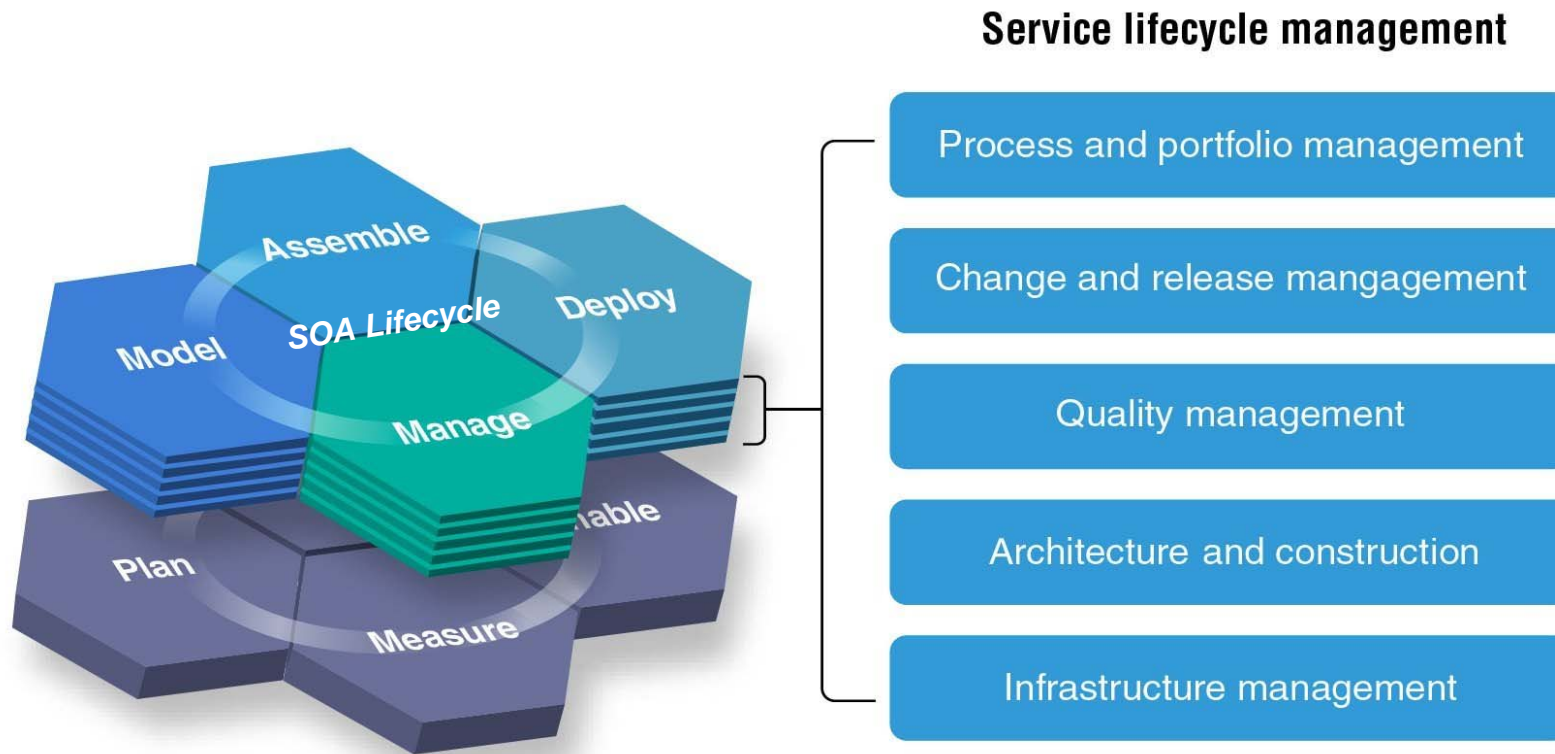 Service lifecycle management
Process and portfolio management
Change and release mangagement
Quality management
Architecture and construction
Infrastructure management
Assemble
Deploy
SOA Lifecycle
Model
Manage
Plan
Measure